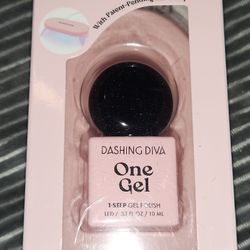 With Patent-Pending
DASHING DIVA
One
Gel
1-STEP GEL POLISH
LED / .33 FL OZ / 10 ML